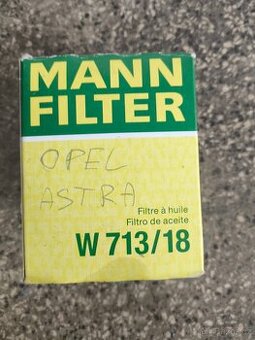 MANN
FILTER
OPEL
ASTRA
Filtre à huile
Filtro de aceite
W 713/18